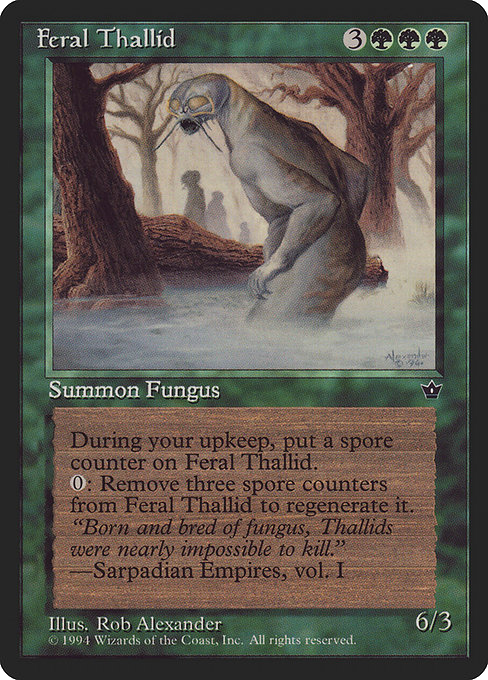 Feral Thallid 3
Alexander
©'94
Summon Fungus
During your upkeep, put a spore
counter on Feral Thallid.
0: Remove three spore counters
from Feral Thallid to regenerate it.
“Born and bred of fungus, Thallids
were nearly impossible to kill.”
—Sarpadian Empires, vol. I
Illus. Rob Alexander 6/3
© 1994 Wizards of the Coast, Inc. All rights reserved.